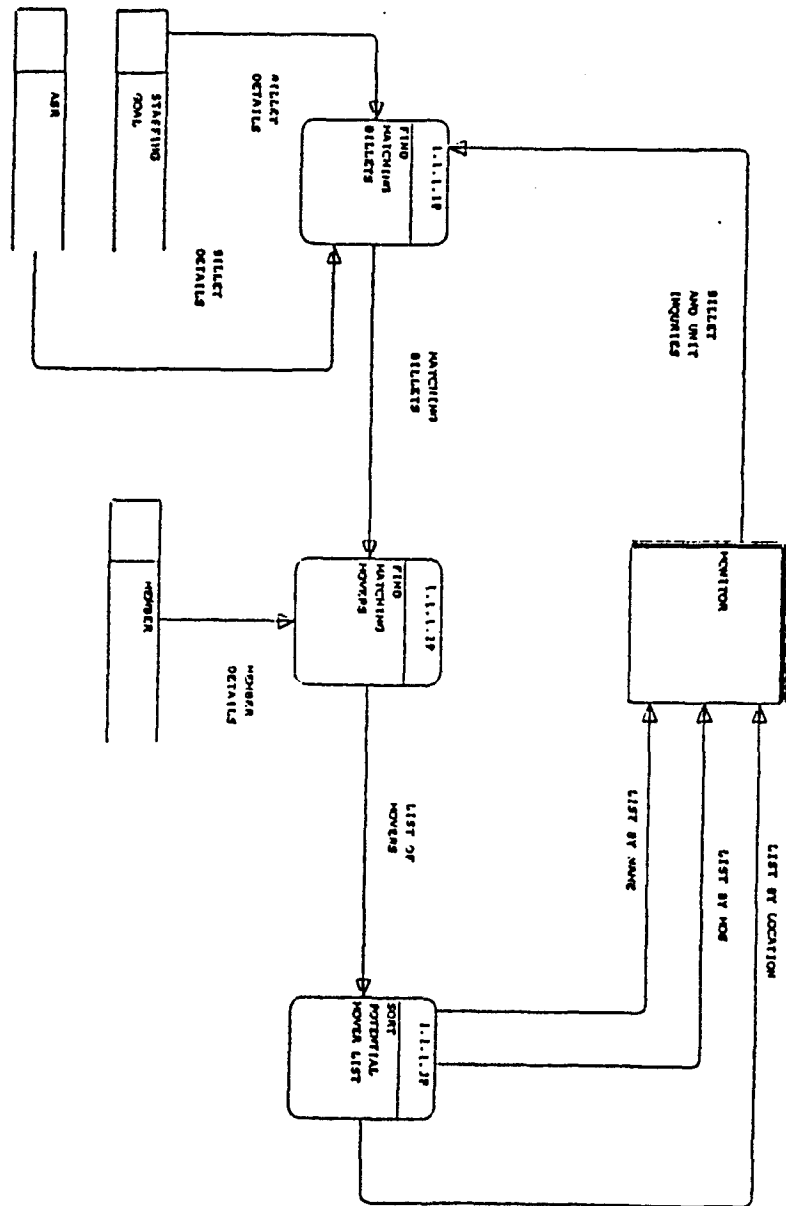 MONITOR
LIST BY LOCATION
LIST BY MOS
LIST BY NAME
BILLET
AND UNIT
INQURIES
1.1.1.1P
FIND
MATCHING
BILLETS
MATCHING
BILLETS
1.1.1.2P
FIND
MATCHING
MOVERS
LIST OF
MOVERS
1.1.1.3P
SORT
POTENTIAL
MOVER LIST
BILLET
DETAILS
BILLET
DETAILS
MEMBER
DETAILS
STAFFING
GOAL
MEMBER
ASR